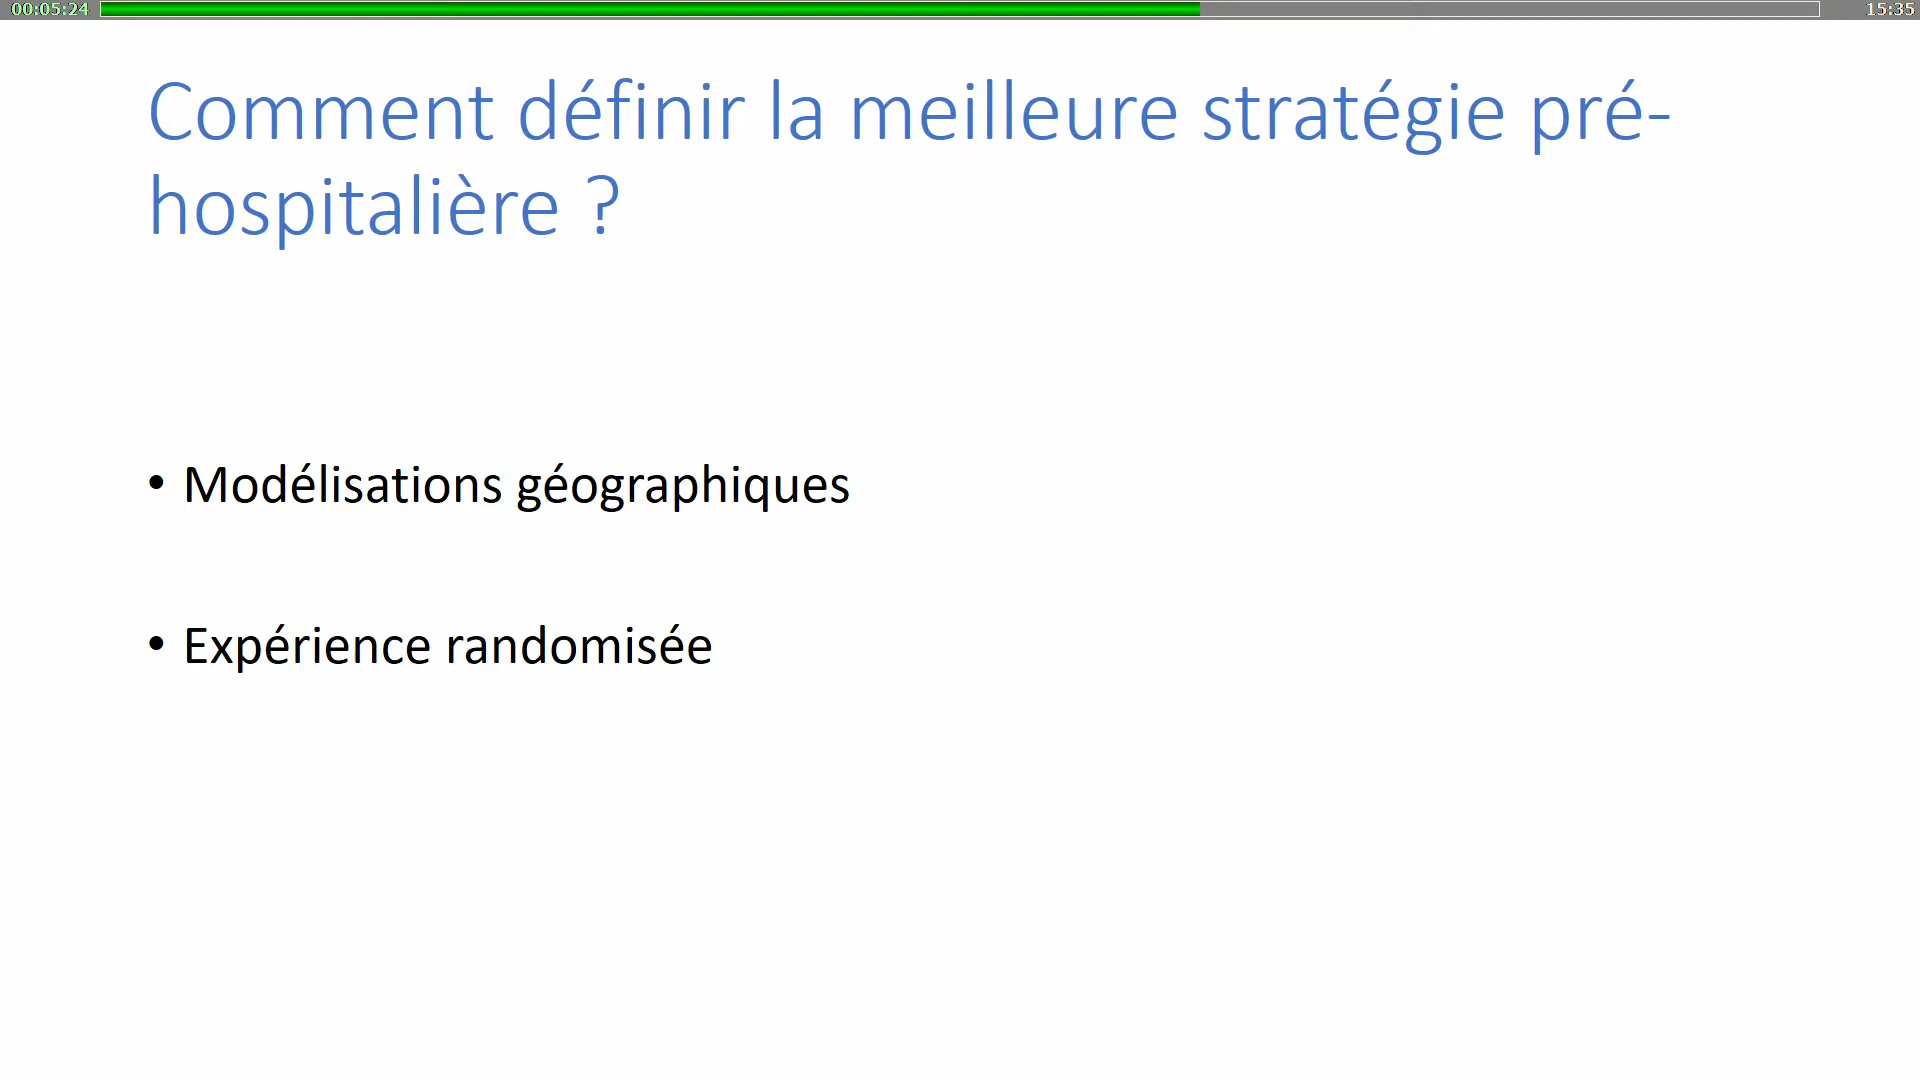 00:05:24 15:35
Comment définir la meilleure stratégie pré-
hospitalière ?
• Modélisations géographiques
• Expérience randomisée